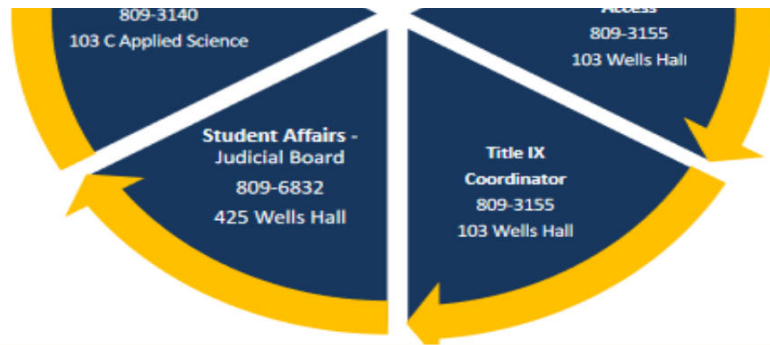 809-3140
103 C Applied Science
Access
809-3155
103 Wells Hall
Student Affairs -
Judicial Board
809-6832
425 Wells Hall
Title IX
Coordinator
809-3155
103 Wells Hall